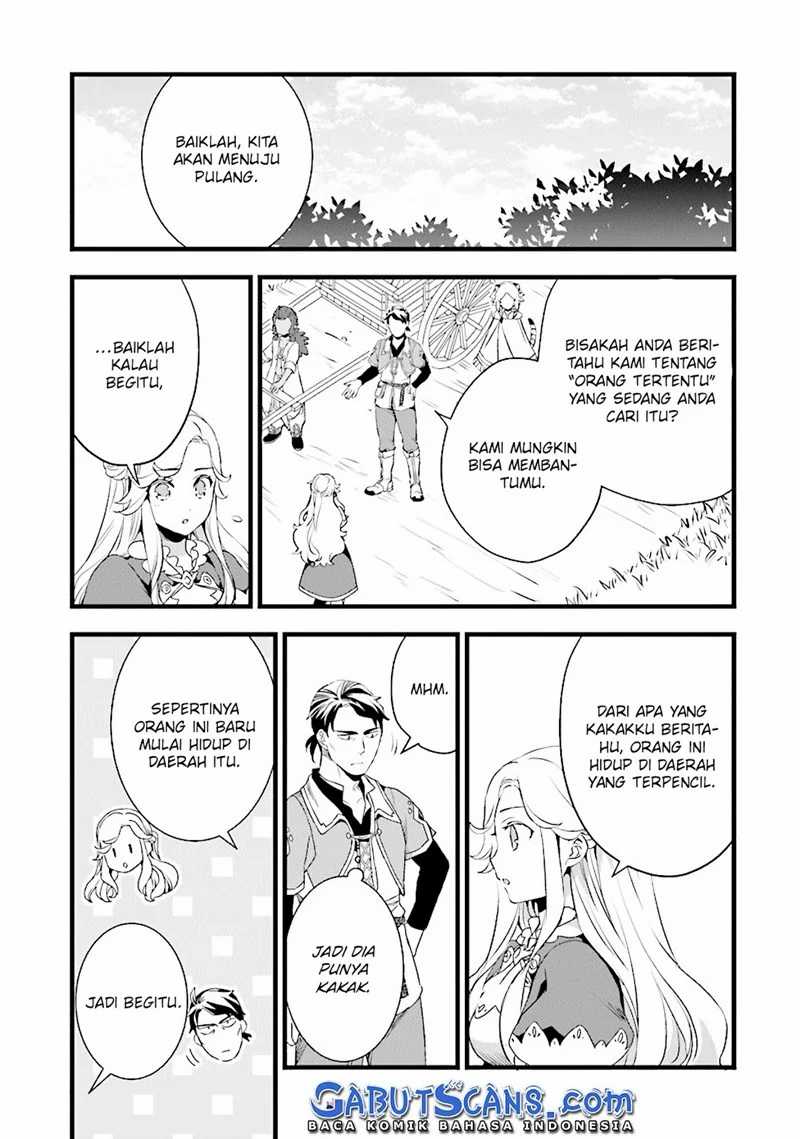 BAIKLAH, KITA
AKAN MENUJU
PULANG.
BISAKAH ANDA BERI-
TAHU KAMI TENTANG
"ORANG TERTENTU"
YANG SEDANG ANDA
CARI ITU?
KAMI MUNGKIN
BISA MEMBAN-
TUMU.
...BAIKLAH
KALAU
BEGITU,
DARI APA YANG
KAKAKKU BERITA-
HU, ORANG INI
HIDUP DI DAERAH
YANG TERPENCIL.
MHM.
JADI DIA
PUNYA
KAKAK.
SEPERTINYA
ORANG INI BARU
MULAI HIDUP DI
DAERAH ITU.
JADI BEGITU.
GABUTSCANS.COM
BACA KOMIK BAHASA INDONESIA